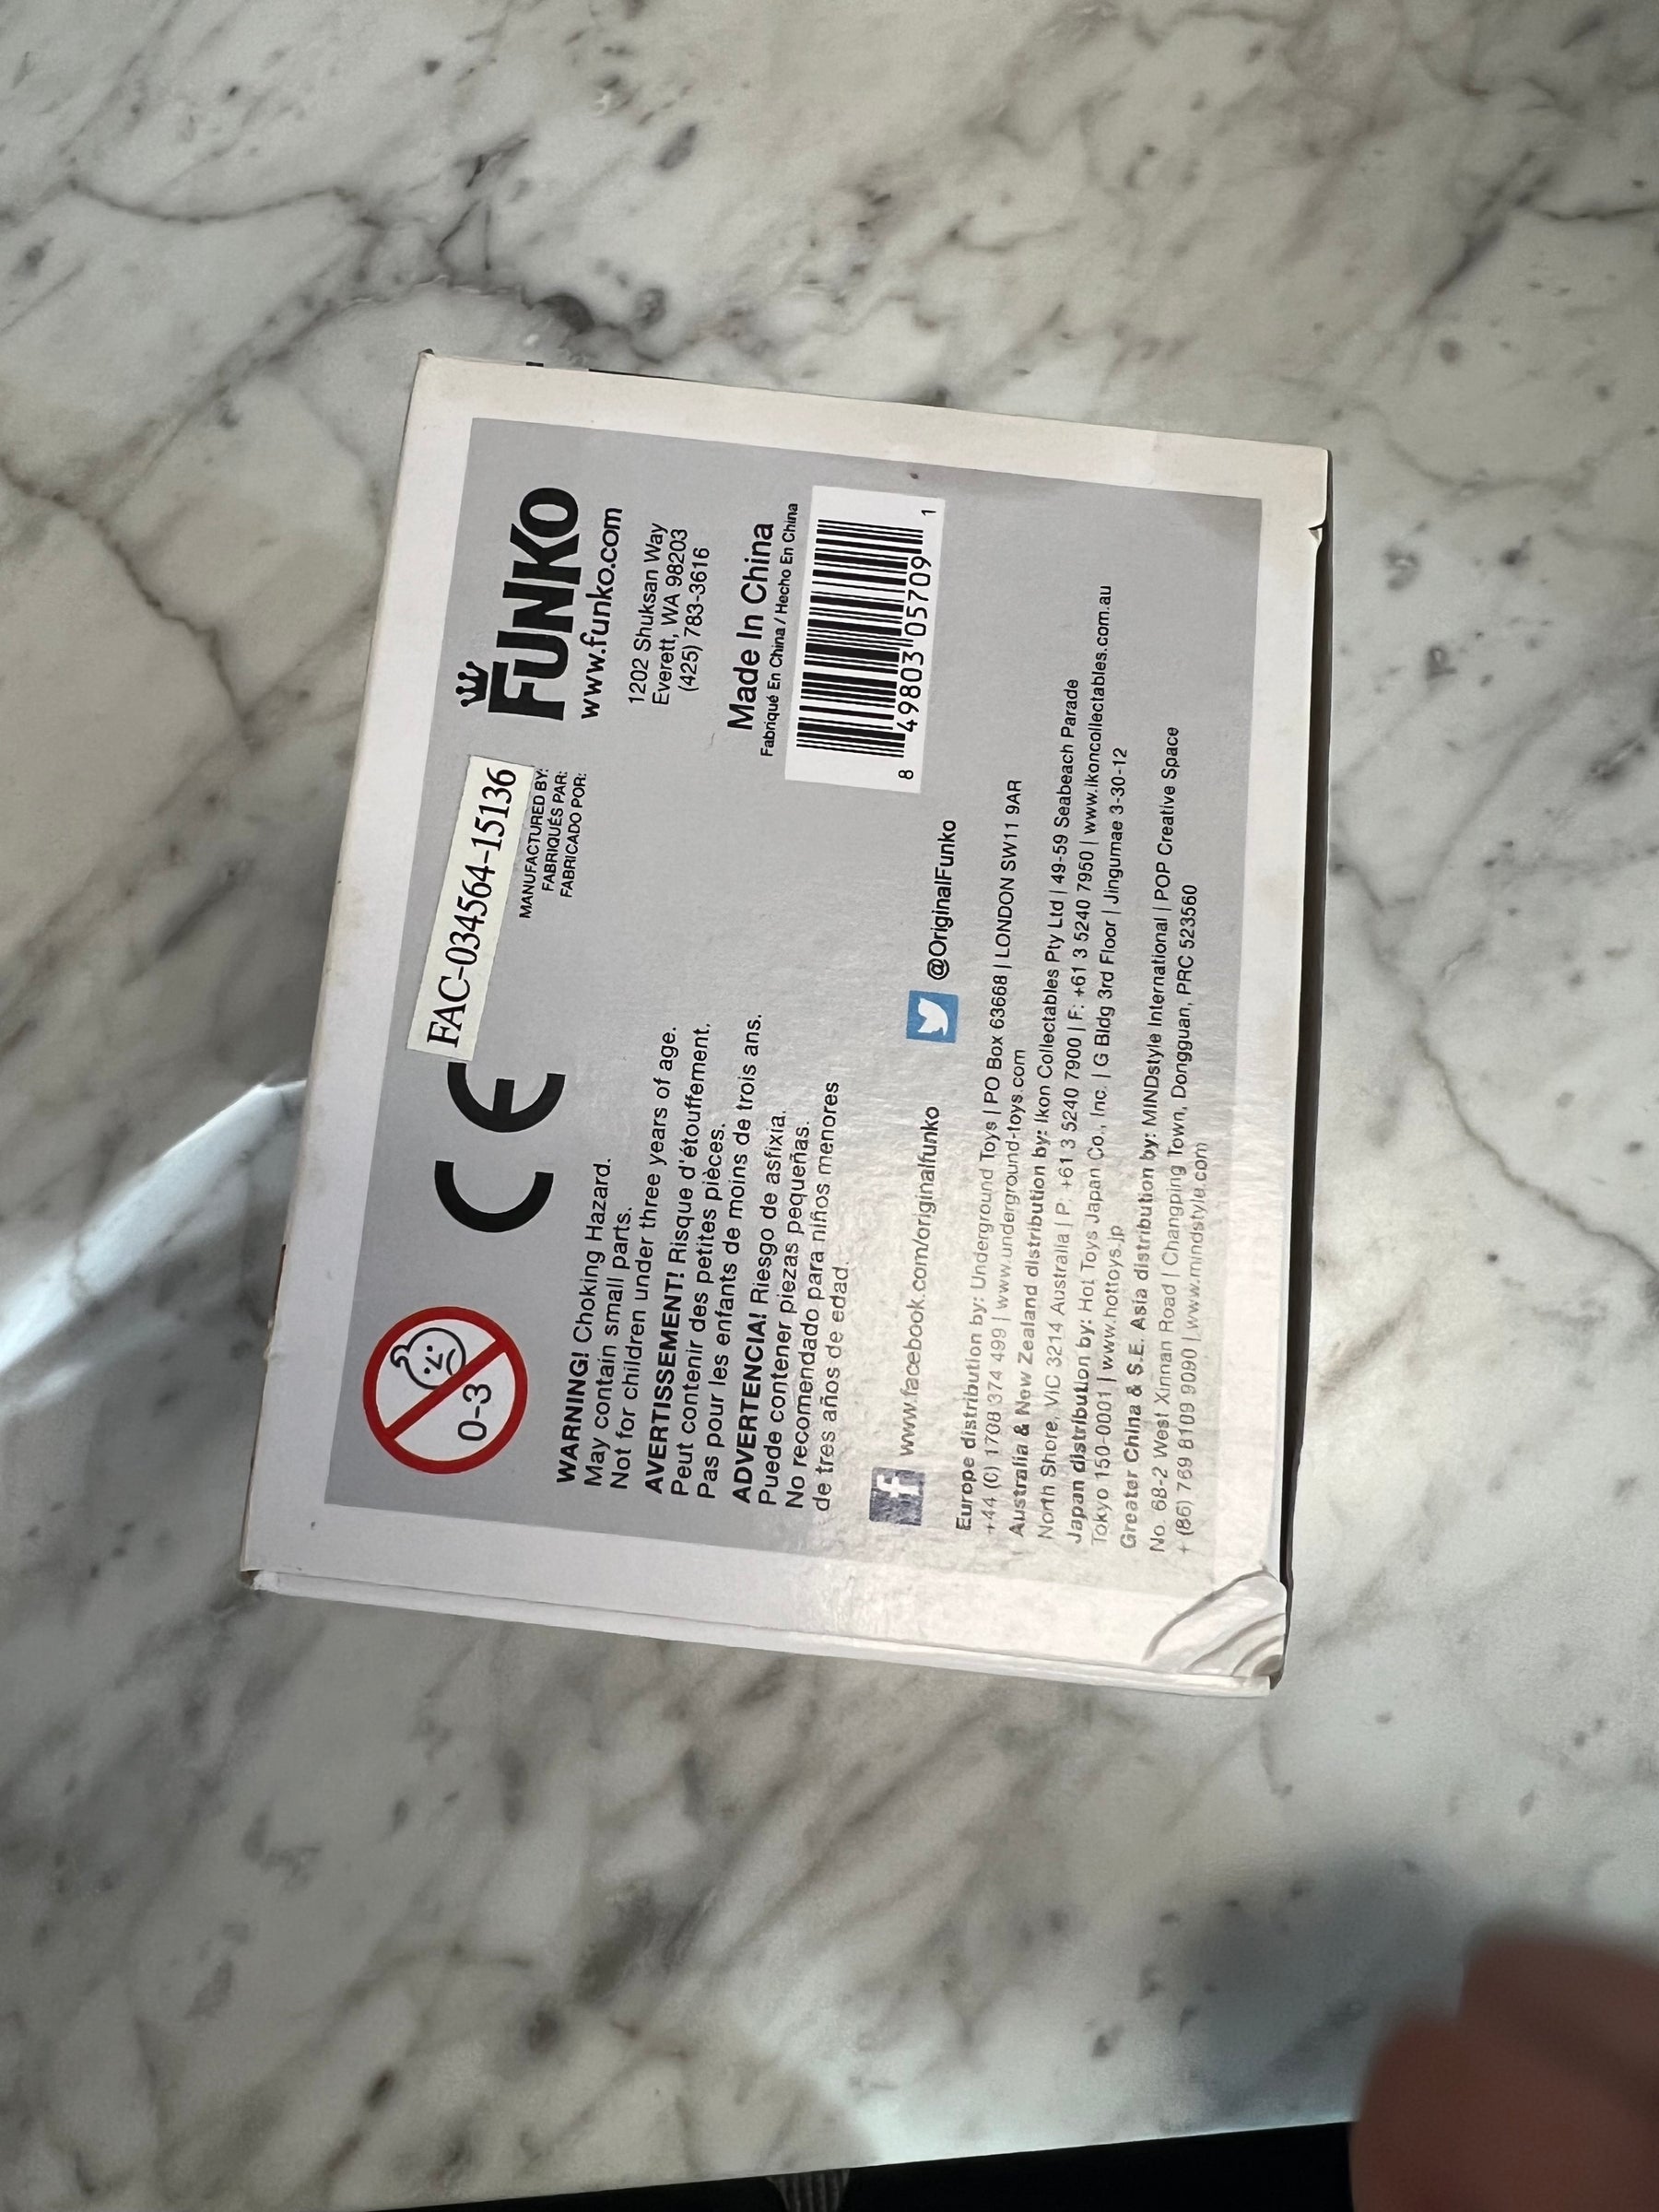 0-3
CE
FAC-034564-15136
MANUFACTURED BY:
FABRIQUÉS PAR:
FABRICADO POR:
FUNKO
www.funko.com
1202 Shuksan Way
Everett, WA 98203
(425) 783-3616
Made In China
Fabriqué En China / Hecho En China
8 49803 05709 1
WARNING! Choking Hazard.
May contain small parts.
Not for children under three years of age.
AVERTISSEMENT! Risque d'étouffement.
Peut contenir des petites pièces.
Pas pour les enfants de moins de trois ans.
ADVERTENCIA! Riesgo de asfixia.
Puede contener piezas pequeñas.
No recomendado para niños menores
de tres años de edad.
f www.facebook.com/originalfunko
@OriginalFunko
Europe distribution by: Underground Toys | PO Box 63668 | LONDON SW11 9AR
+44 (0) 1708 374 499 | www.underground-toys.com
Australia & New Zealand distribution by: Ikon Collectables Pty Ltd | 49-59 Seabeach Parade
North Shore, VIC 3214 Australia | P. +61 3 5240 7900 | F: +61 3 5240 7950 | www.ikoncollectables.com.au
Japan distribution by: Hot Toys Japan Co., Inc. | G Bldg 3rd Floor | Jingumae 3-30-12
Tokyo 150-0001 | www.hottoys.jp
Greater China & S.E. Asia distribution by: MINDstyle International | POP Creative Space
No. 68-2 West Xinnan Road | Changping Town, Dongguan, PRC 523560
+ (86) 769 8109 9090 | www.mindstyle.com